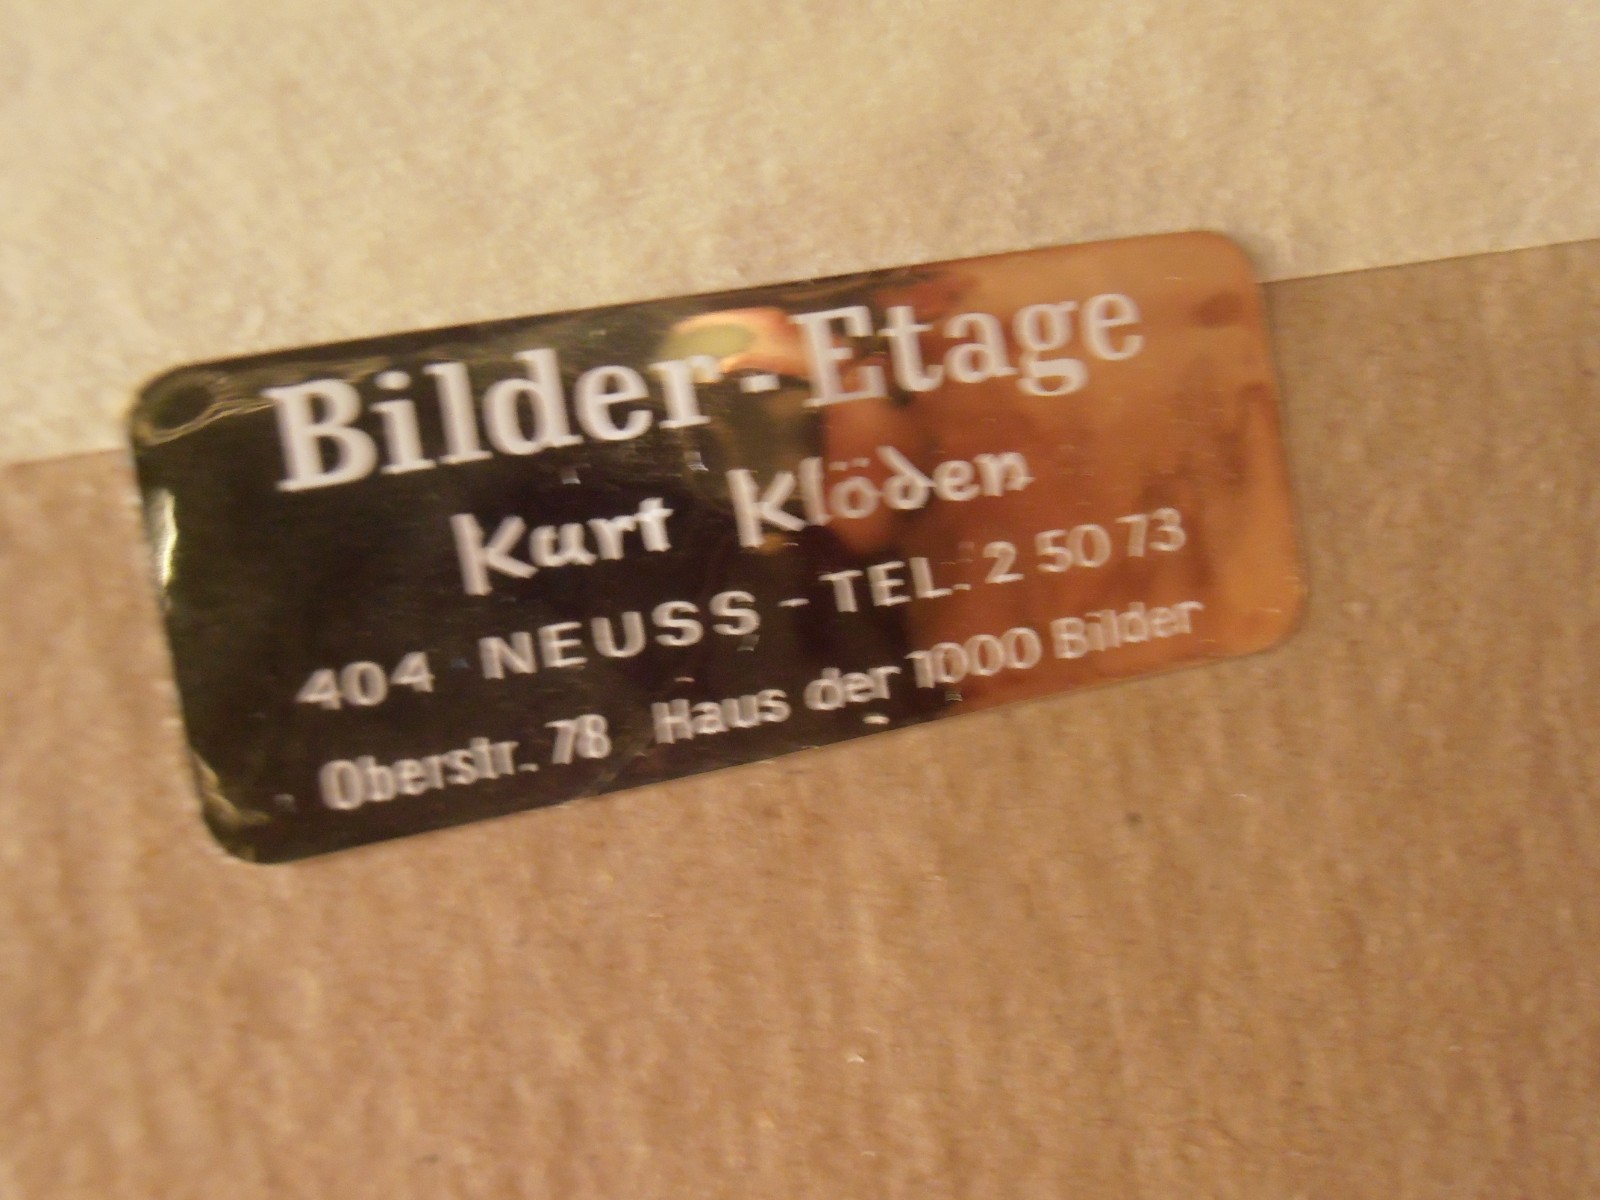 Bilder-Etage
Kurt Klöden
404 NEUSS - TEL. 2 50 73
Oberstr. 78 Haus der 1000 Bilder